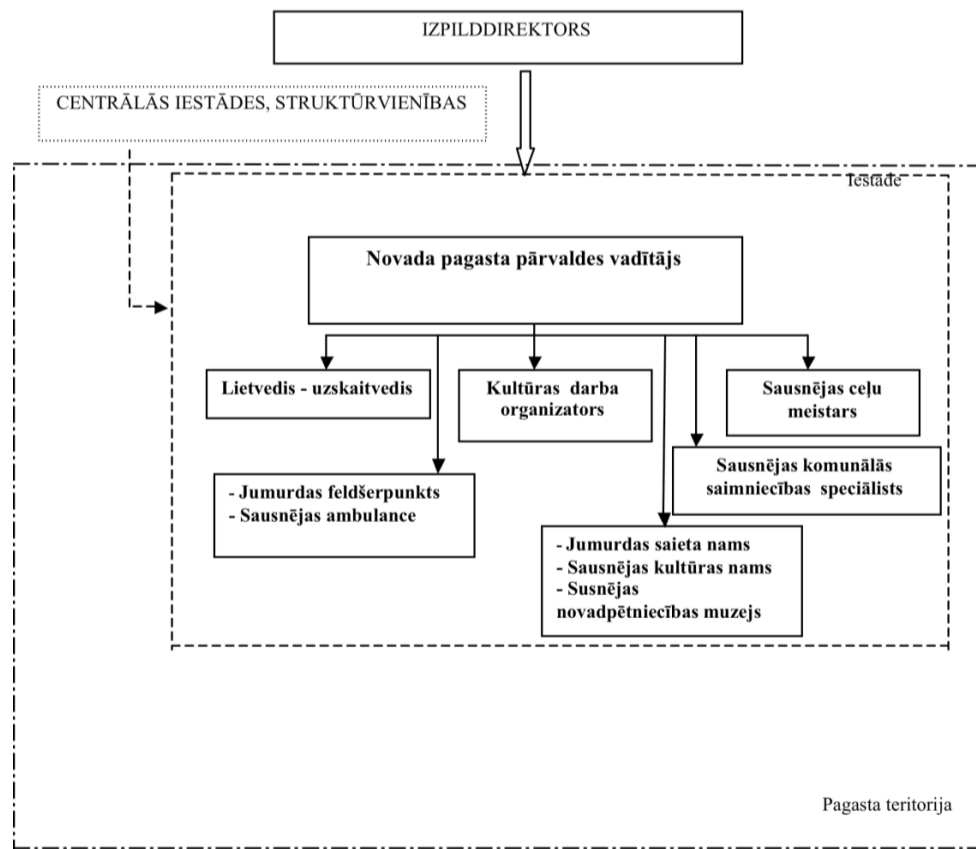 IZPILDDIREKTORS
CENTRĀLĀS IESTĀDES, STRUKTŪRVIENĪBAS
Iestāde
Novada pagasta pārvaldes vadītājs
Lietvedis - uzskaitvedis
Kultūras darba
organizators
Sausnējas ceļu
meistars
Sausnējas komunālās
saimniecības speciālists
- Jumurdas feldšerpunkts
- Sausnējas ambulance
- Jumurdas saieta nams
- Sausnējas kultūras nams
- Susnējas
novadpētniecības muzejs
Pagasta teritorija